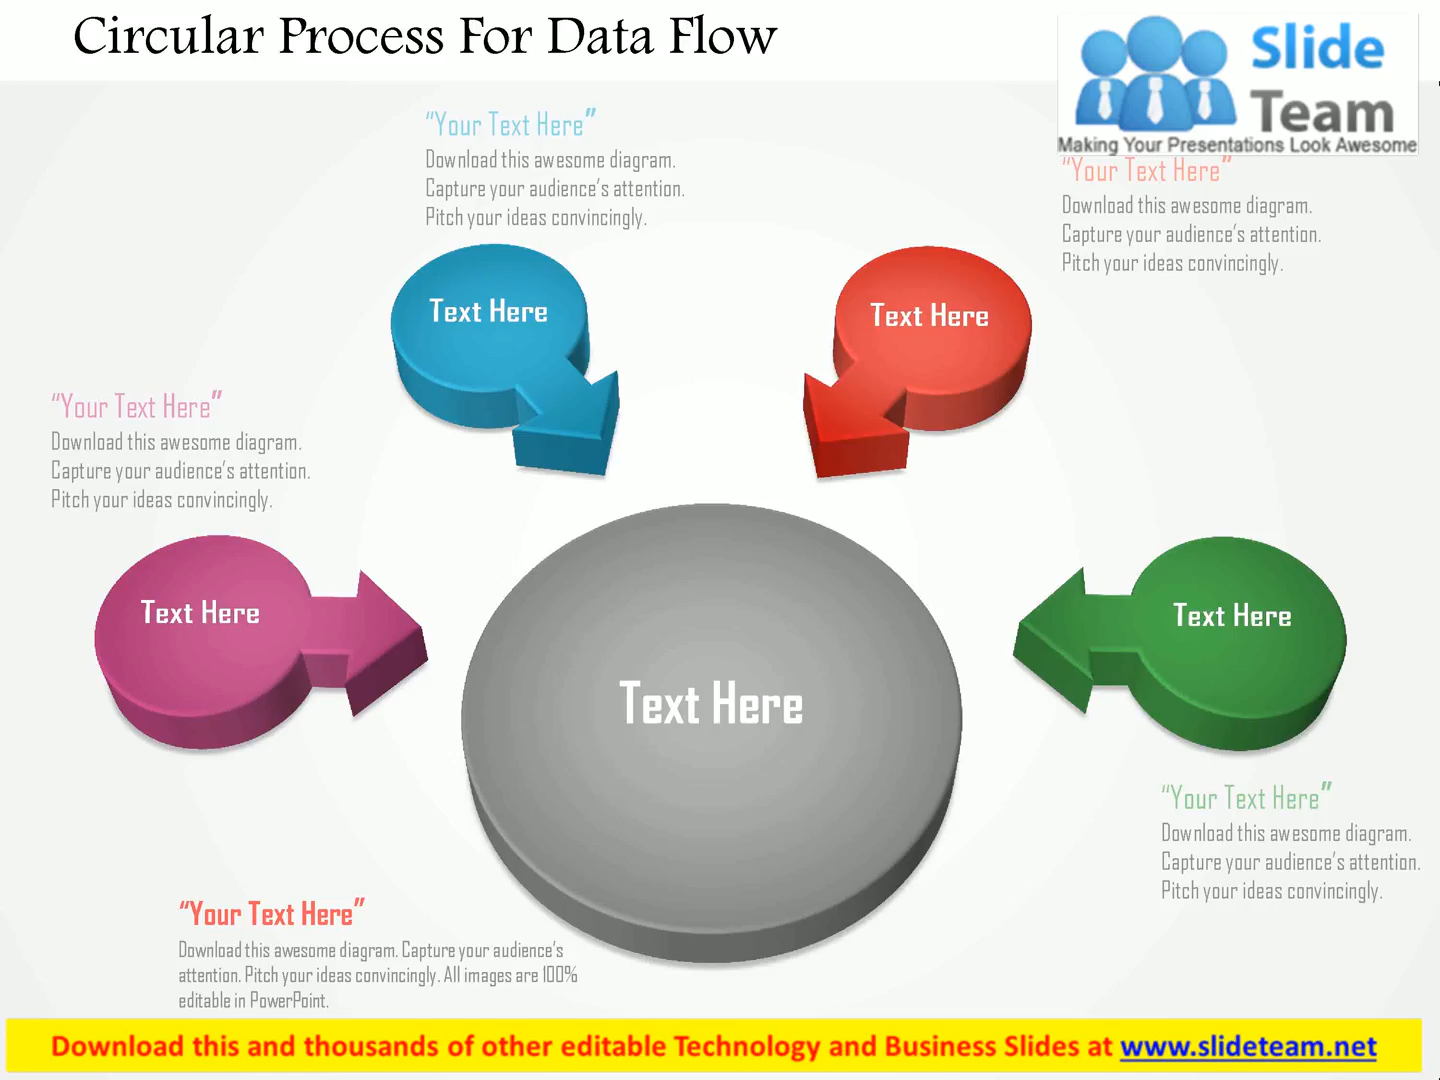 Circular Process For Data Flow
Slide
Team
Making Your Presentations Look Awesome
“Your Text Here”
Download this awesome diagram.
Capture your audience’s attention.
Pitch your ideas convincingly.
“Your Text Here”
Download this awesome diagram.
Capture your audience’s attention.
Pitch your ideas convincingly.
Text Here
Text Here
“Your Text Here”
Download this awesome diagram.
Capture your audience’s attention.
Pitch your ideas convincingly.
Text Here
Text Here
Text Here
“Your Text Here”
Download this awesome diagram.
Capture your audience’s attention.
Pitch your ideas convincingly.
“Your Text Here”
Download this awesome diagram. Capture your audience’s
attention. Pitch your ideas convincingly. All images are 100%
editable in PowerPoint.
Download this and thousands of other editable Technology and Business Slides at www.slideteam.net